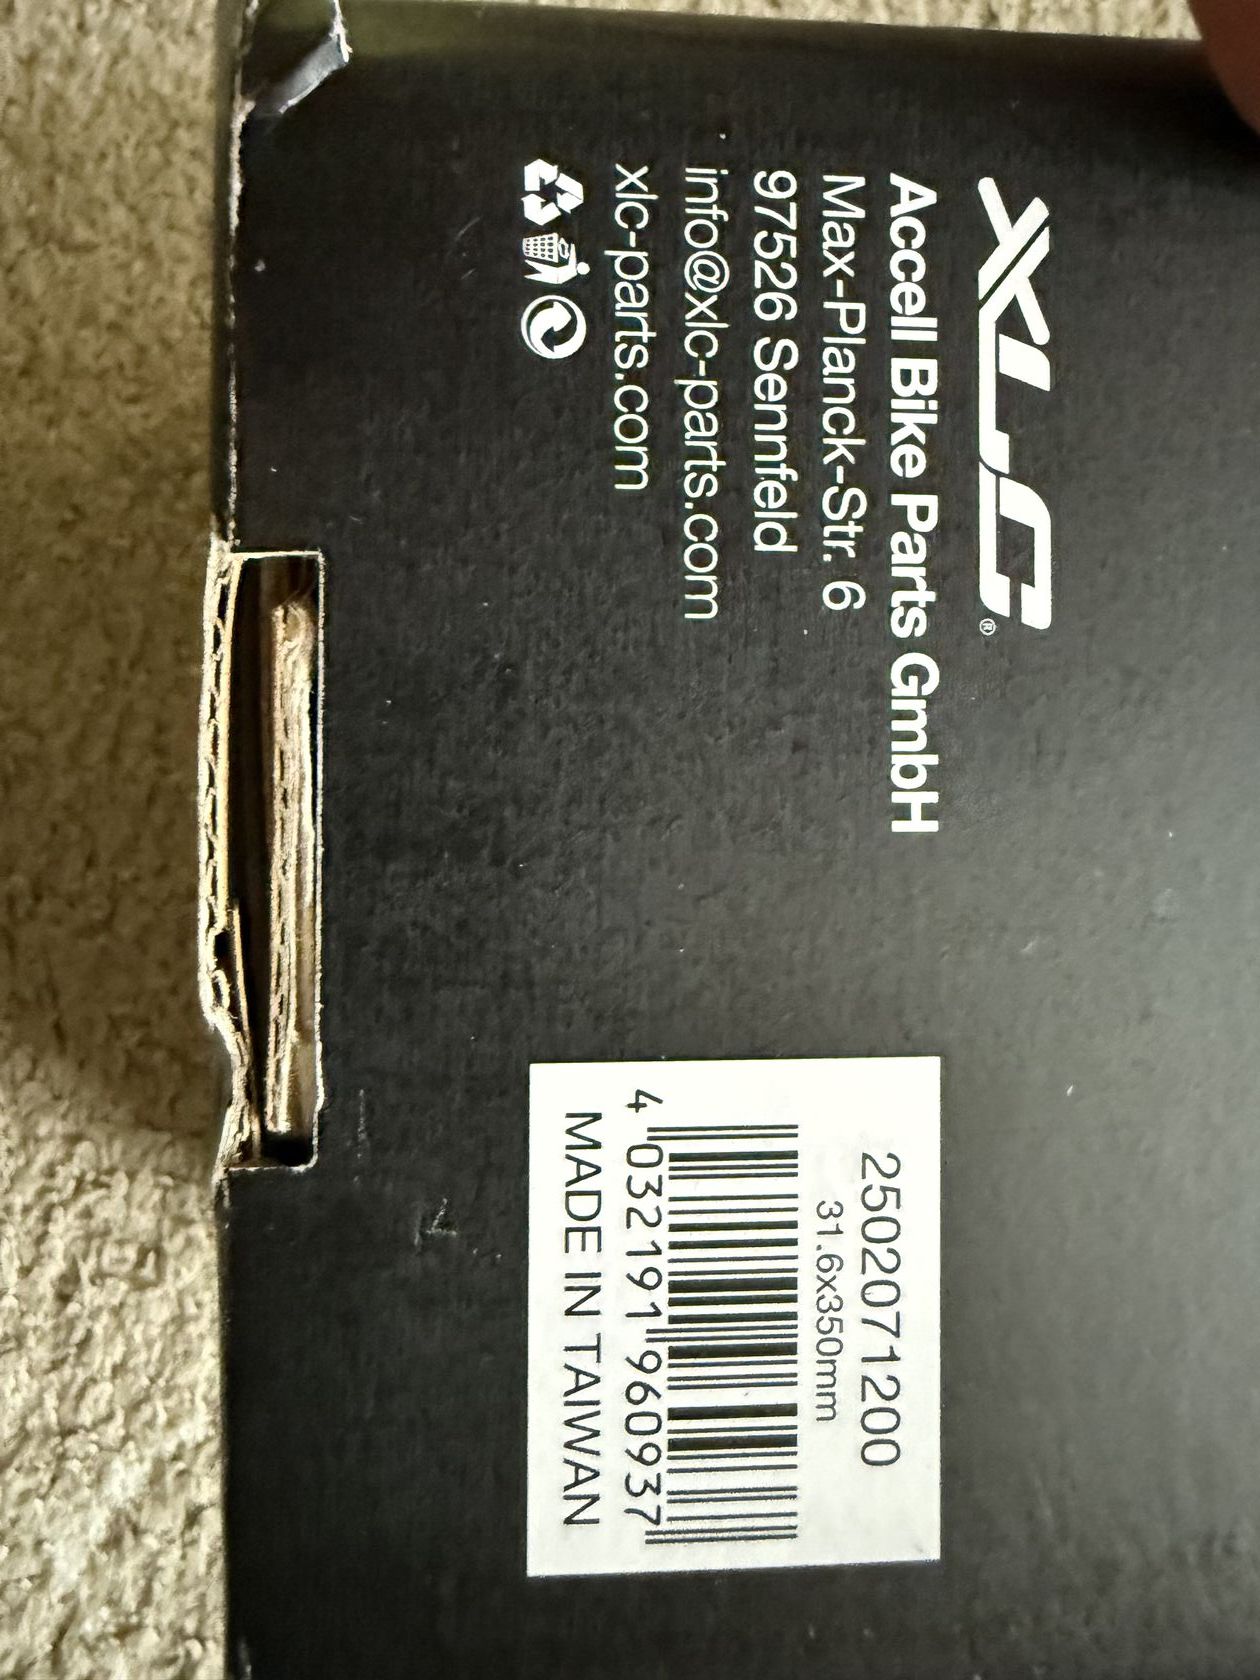 XLC®
Accell Bike Parts GmbH
Max-Planck-Str. 6
97526 Sennfeld
info@xlc-parts.com
xlc-parts.com
2502071200
31.6x350mm
4 032191 960937
MADE IN TAIWAN